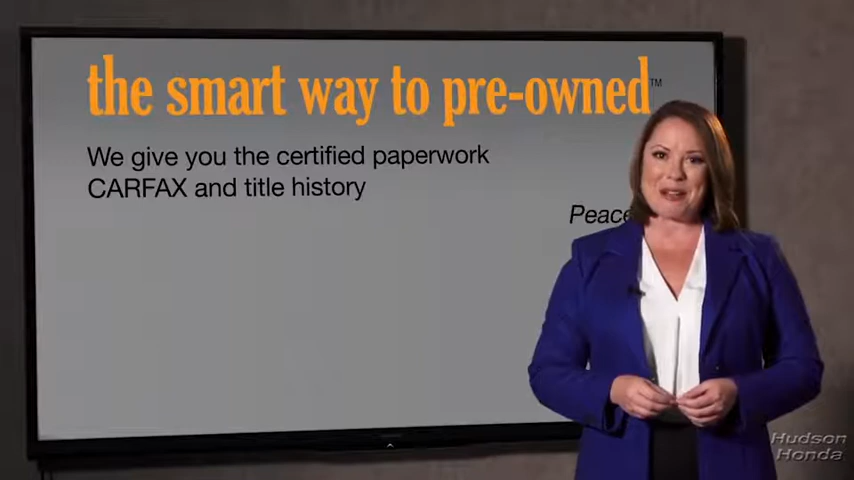 the smart way to pre-owned™
We give you the certified paperwork
CARFAX and title history
Peace
Hudson
Honda